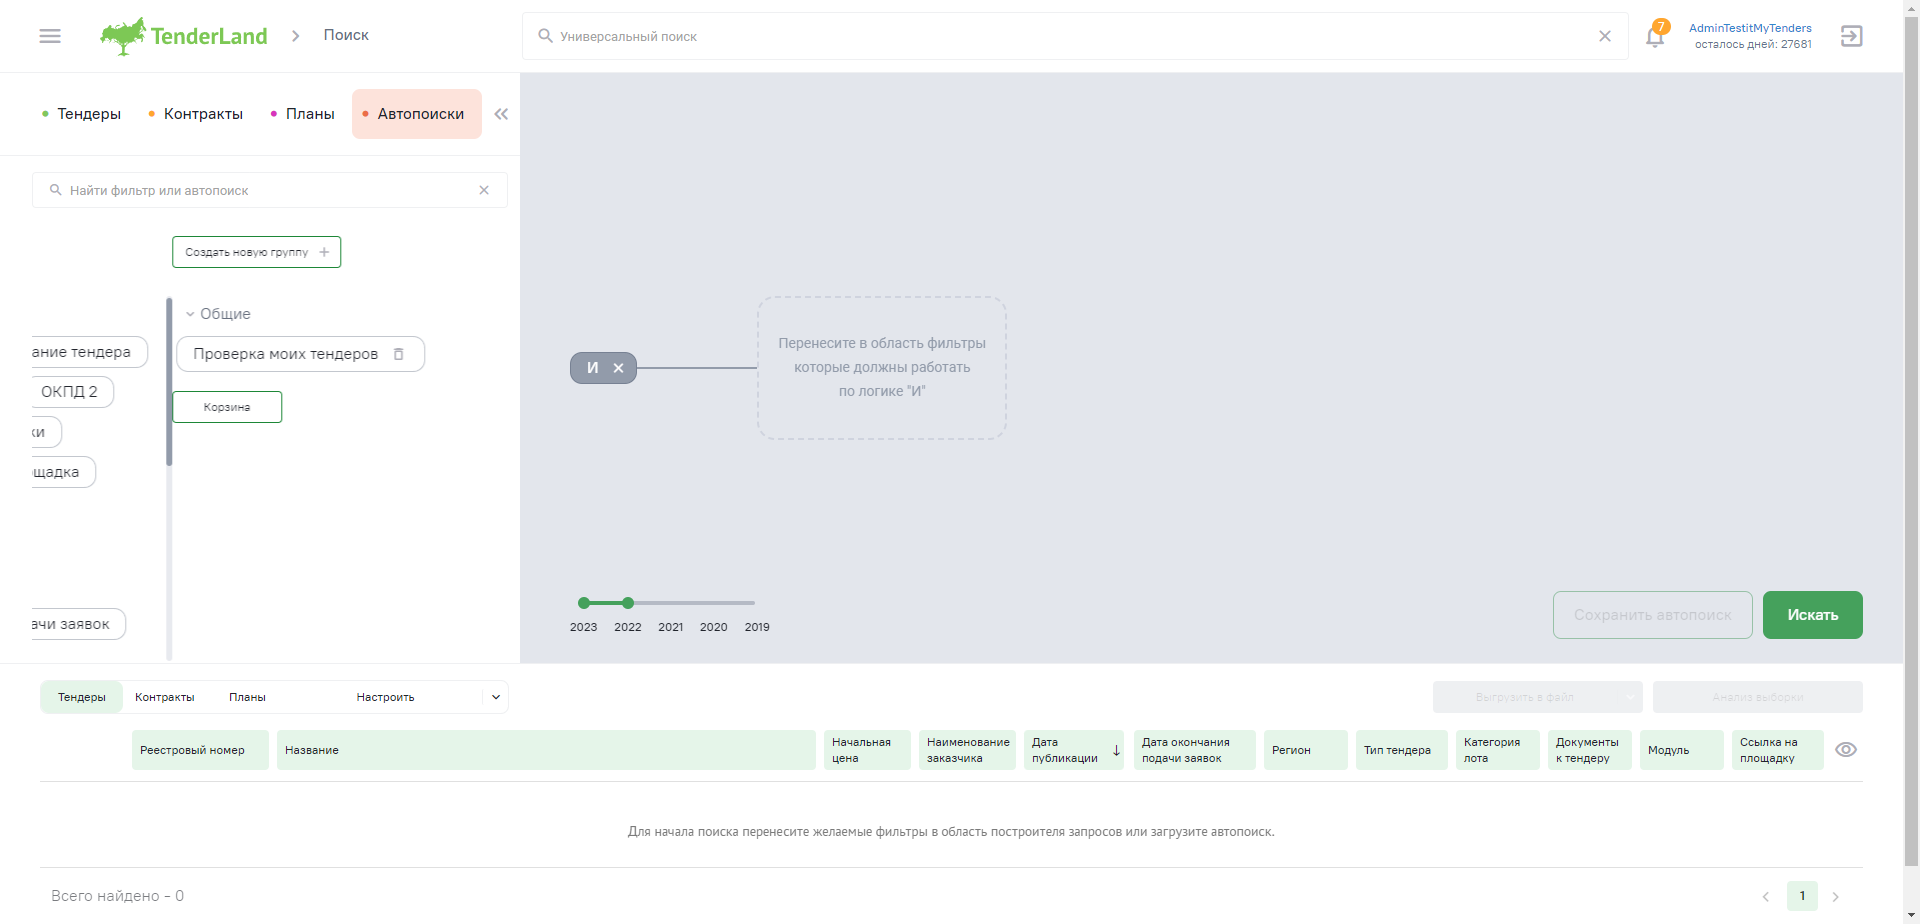 TenderLand
Поиск
Универсальный поиск
7
AdminTestitMyTenders
осталось дней: 27681
Тендеры
Контракты
Планы
Автопоиски
Найти фильтр или автопоиск
Создать новую группу
Общие
ание тендера
Проверка моих тендеров
ОКПД 2
Корзина
ки
щадка
ачи заявок
И
Перенесите в область фильтры
которые должны работать
по логике "И"
2023 2022 2021 2020 2019
Сохранить автопоиск
Искать
Тендеры
Контракты
Планы
Настроить
Выгрузить в файл
Анализ выборки
Реестровый номер
Название
Начальная
цена
Наименование
заказчика
Дата
публикации
Дата окончания
подачи заявок
Регион
Тип тендера
Категория
лота
Документы
к тендеру
Модуль
Ссылка на
площадку
Для начала поиска перенесите желаемые фильтры в область построителя запросов или загрузите автопоиск.
Всего найдено - 0
1